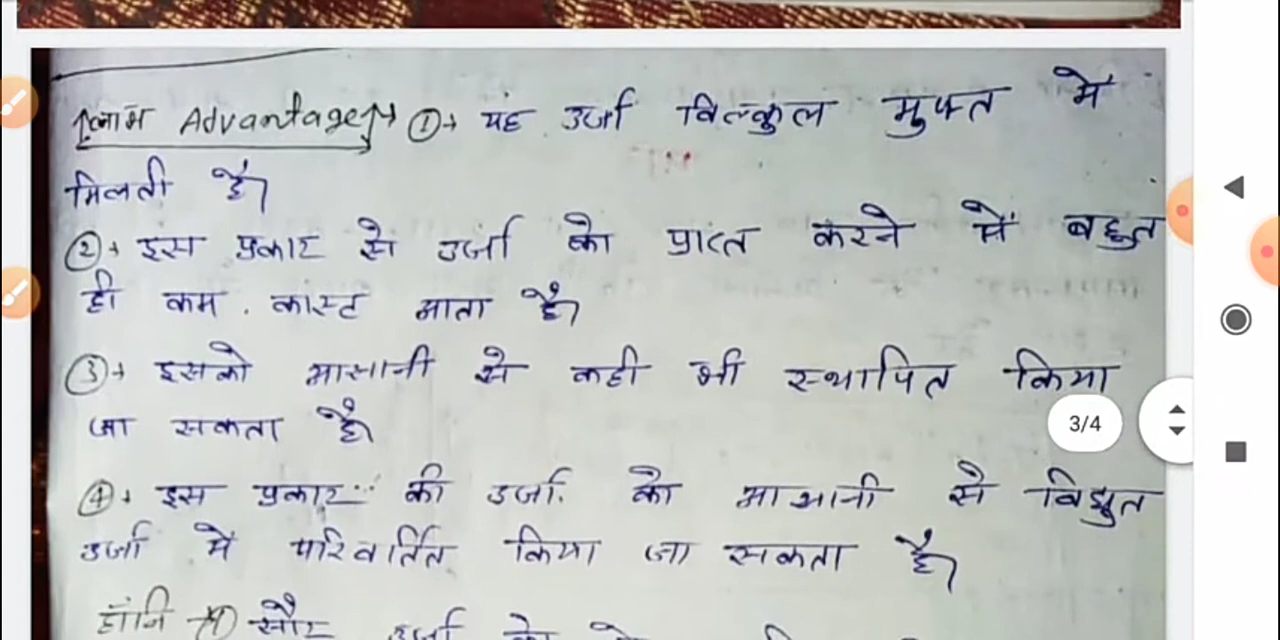 लाभ Advantage → ① → यह उर्जा विल्कुल मुफ्त में
मिलती है।
② → इस प्रकार से उर्जा को प्राप्त करने में बहुत
ही कम कास्ट आता है।
③ → इसको आसानी से कही भी स्थापित किया
जा सकता है।
3/4
④ → इस प्रकार की उर्जा को आसानी से विद्युत
उर्जा में परिवर्तित किया जा सकता है।
हानि → ① सौर उर्जा को